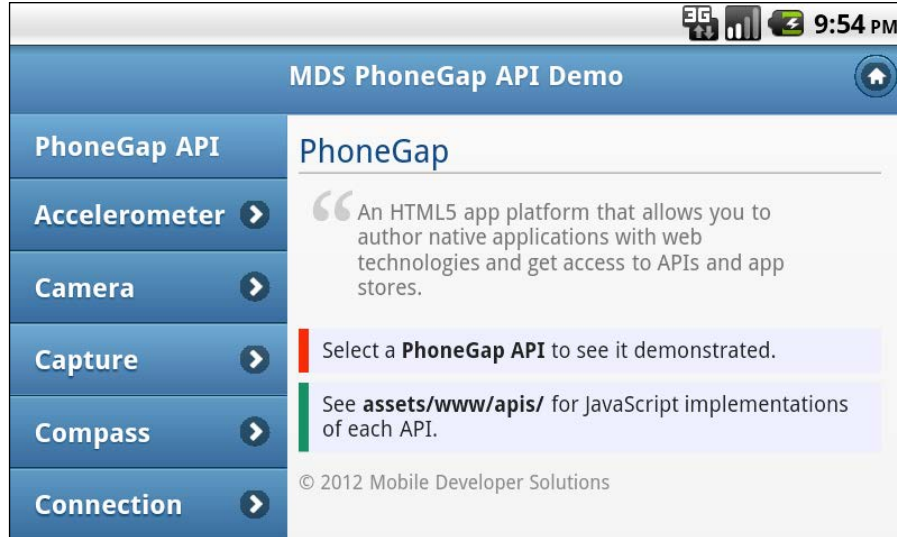 3G 9:54 PM
MDS PhoneGap API Demo
PhoneGap API
Accelerometer
Camera
Capture
Compass
Connection
PhoneGap
“ An HTML5 app platform that allows you to
author native applications with web
technologies and get access to APIs and app
stores.
Select a PhoneGap API to see it demonstrated.
See assets/www/apis/ for JavaScript implementations
of each API.
© 2012 Mobile Developer Solutions